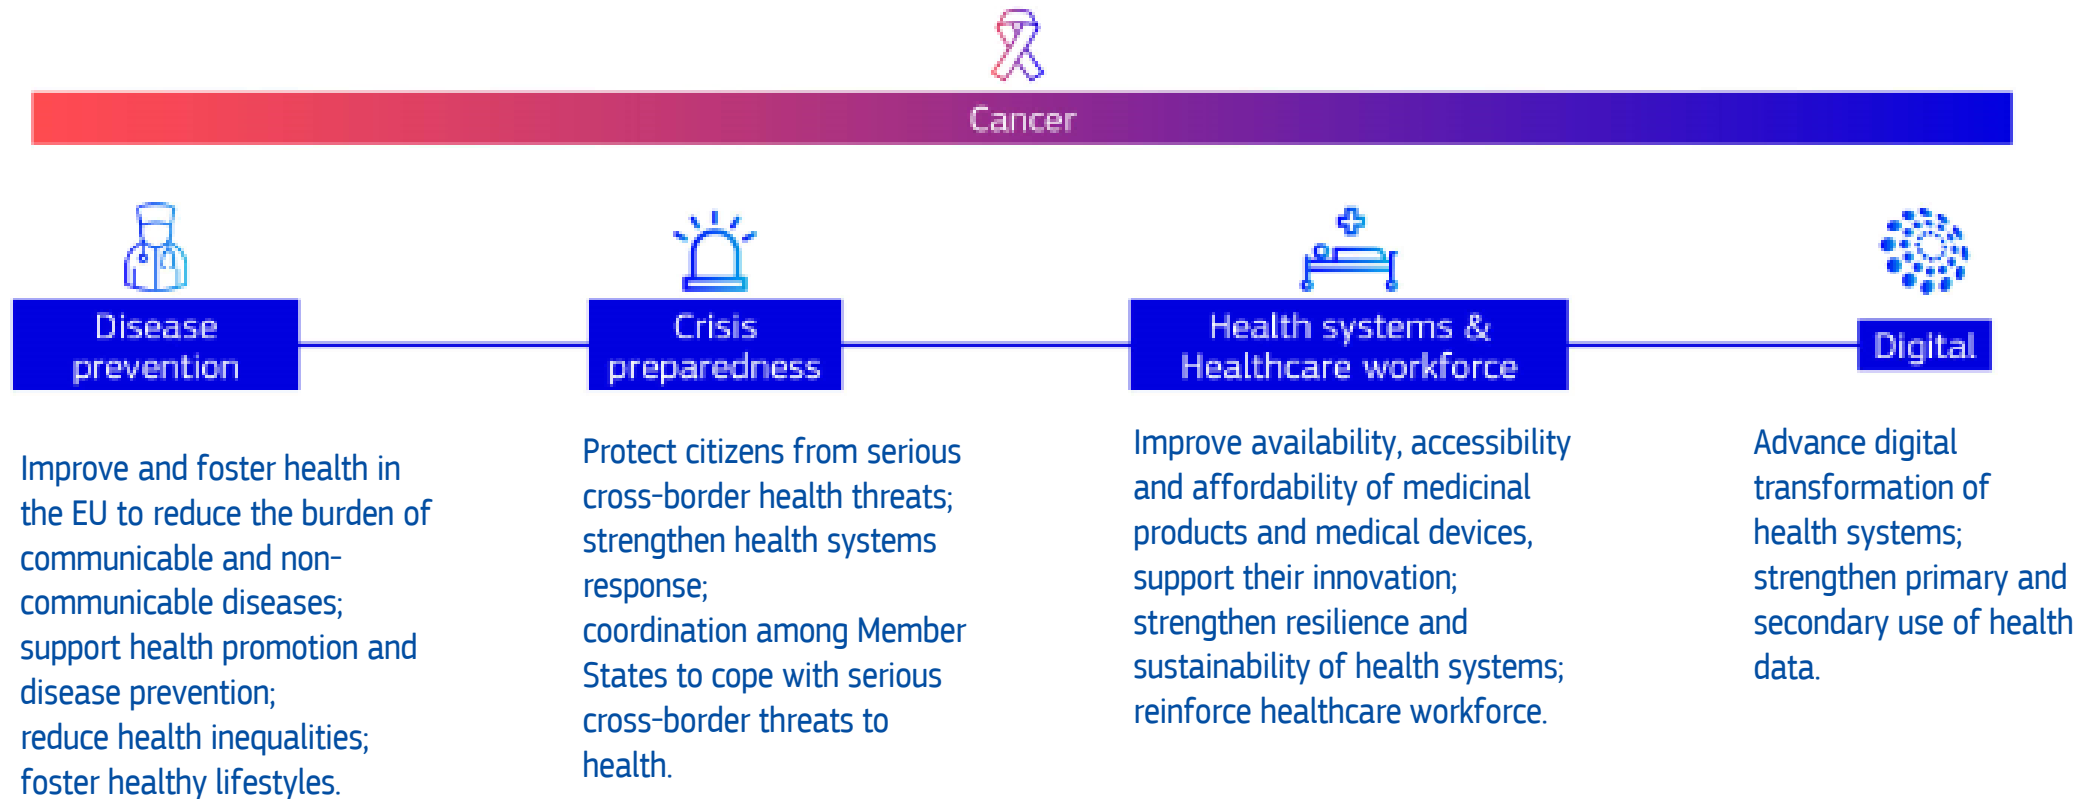 Cancer
Disease
prevention
Crisis
preparedness
Health systems &
Healthcare workforce
Digital
Improve and foster health in
the EU to reduce the burden of
communicable and non-
communicable diseases;
support health promotion and
disease prevention;
reduce health inequalities;
foster healthy lifestyles.
Protect citizens from serious
cross-border health threats;
strengthen health systems
response;
coordination among Member
States to cope with serious
cross-border threats to
health.
Improve availability, accessibility
and affordability of medicinal
products and medical devices,
support their innovation;
strengthen resilience and
sustainability of health systems;
reinforce healthcare workforce.
Advance digital
transformation of
health systems;
strengthen primary and
secondary use of health
data.